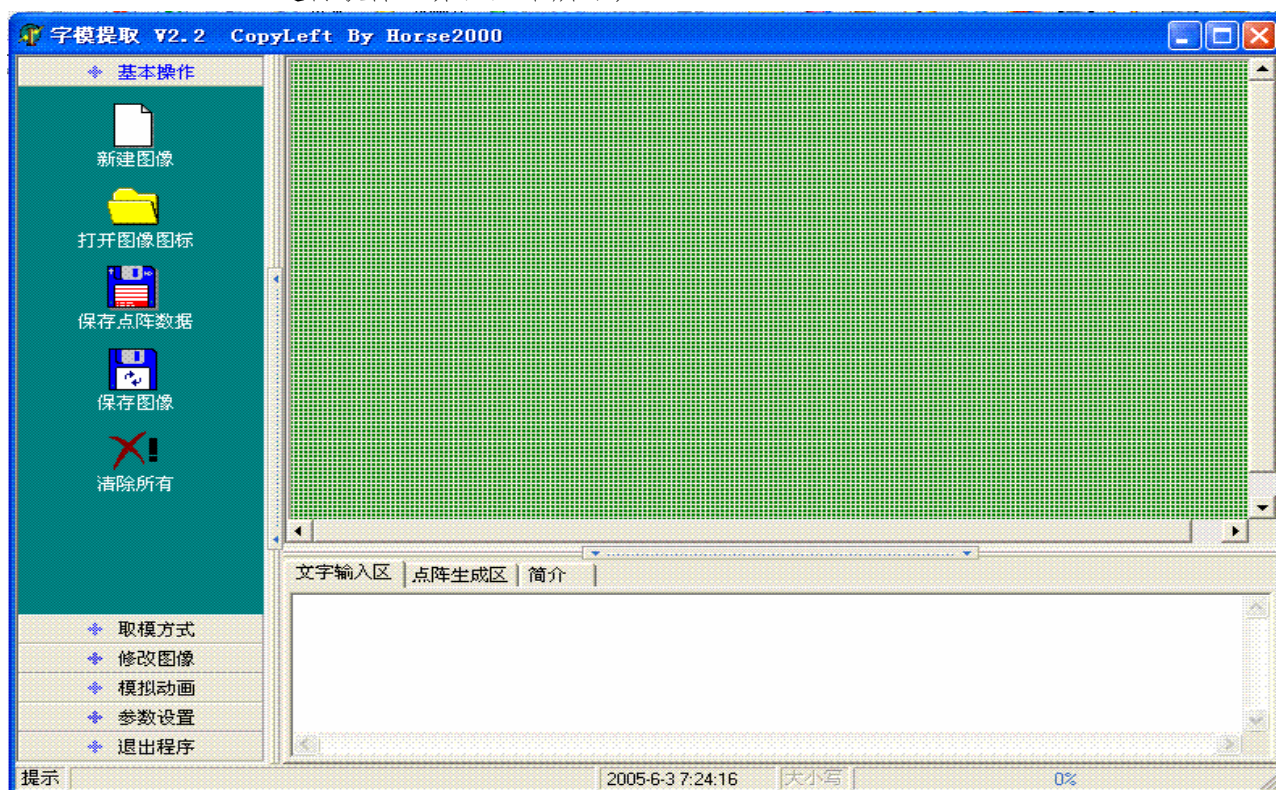 字模提取 V2.2 CopyLeft By Horse2000
基本操作
新建图像
打开图像图标
保存点阵数据
保存图像
清除所有
取模方式
修改图像
模拟动画
参数设置
退出程序
文字输入区 点阵生成区 简介
提示 2005-6-3 7:24:16 大小写 0%